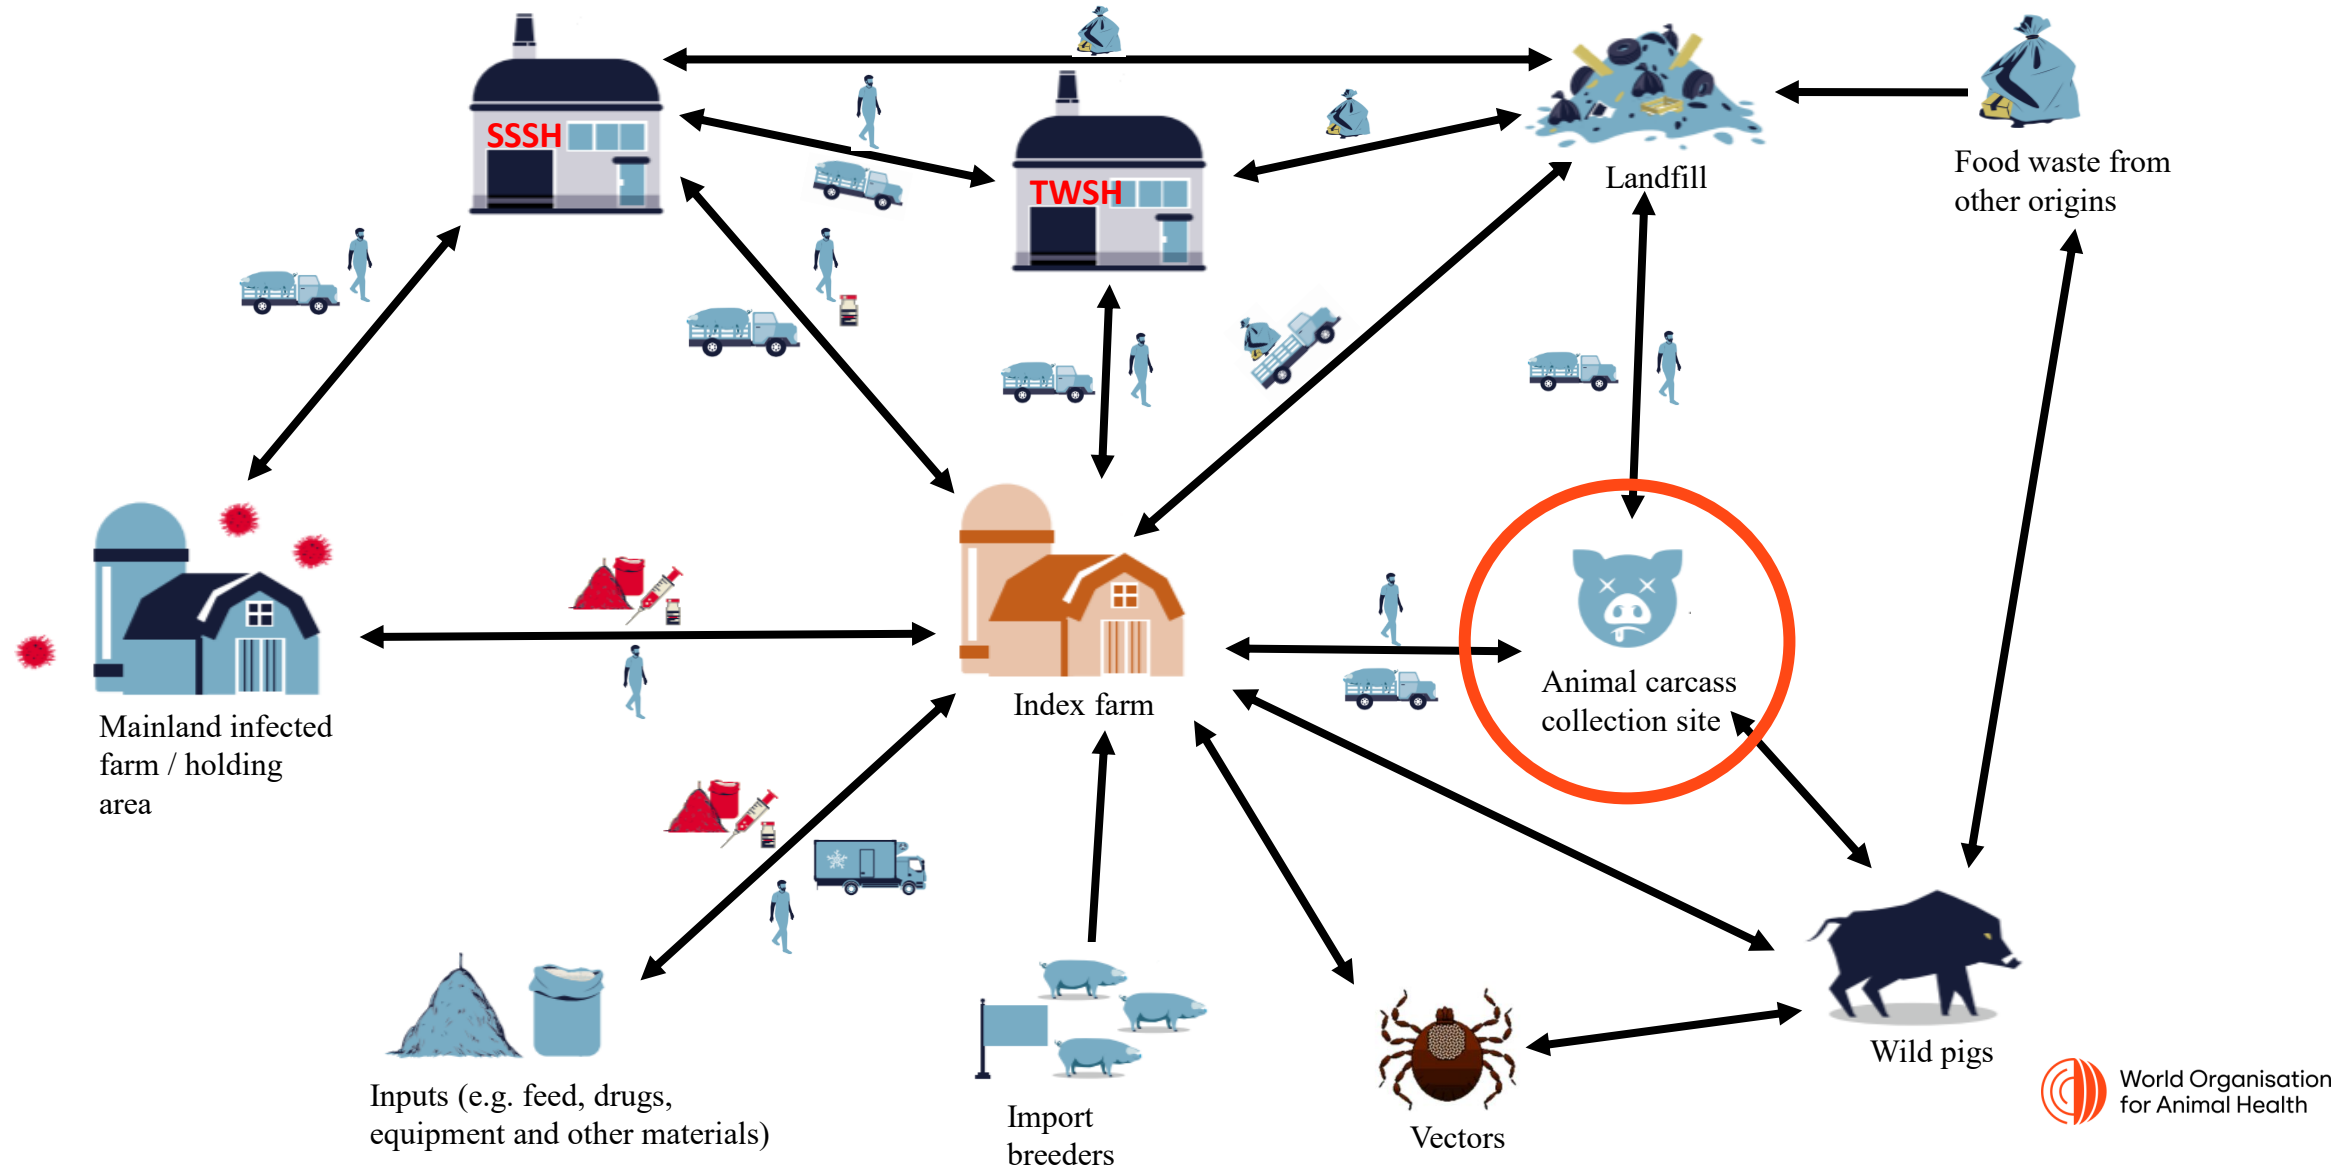 SSSH
TWSH
Landfill
Food waste from
other origins
Mainland infected
farm / holding
area
Index farm
Animal carcass
collection site
Inputs (e.g. feed, drugs,
equipment and other materials)
Import
breeders
Vectors
Wild pigs
World Organisation
for Animal Health